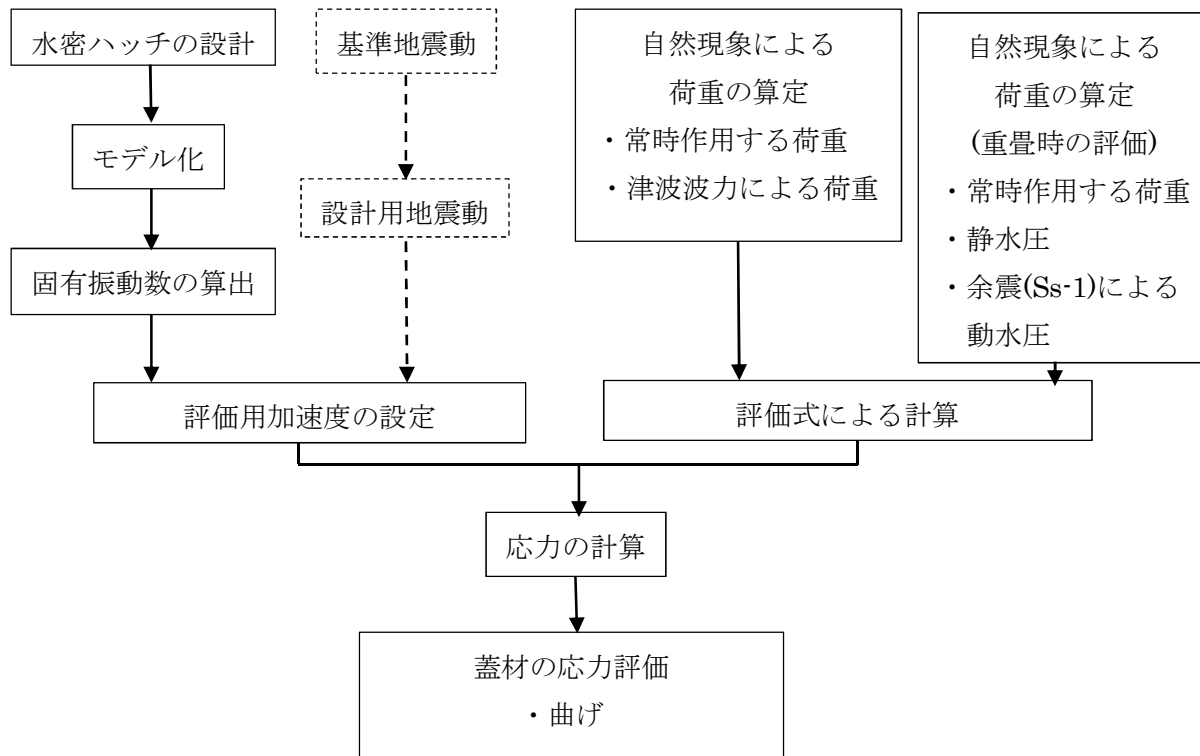 水密ハッチの設計
モデル化
固有振動数の算出
基準地震動
設計用地震動
評価用加速度の設定
自然現象による
荷重の算定
・常時作用する荷重
・津波波力による荷重
自然現象による
荷重の算定
(重畳時の評価)
・常時作用する荷重
・静水圧
・余震(Ss-1)による
動水圧
評価式による計算
応力の計算
蓋材の応力評価
・曲げ